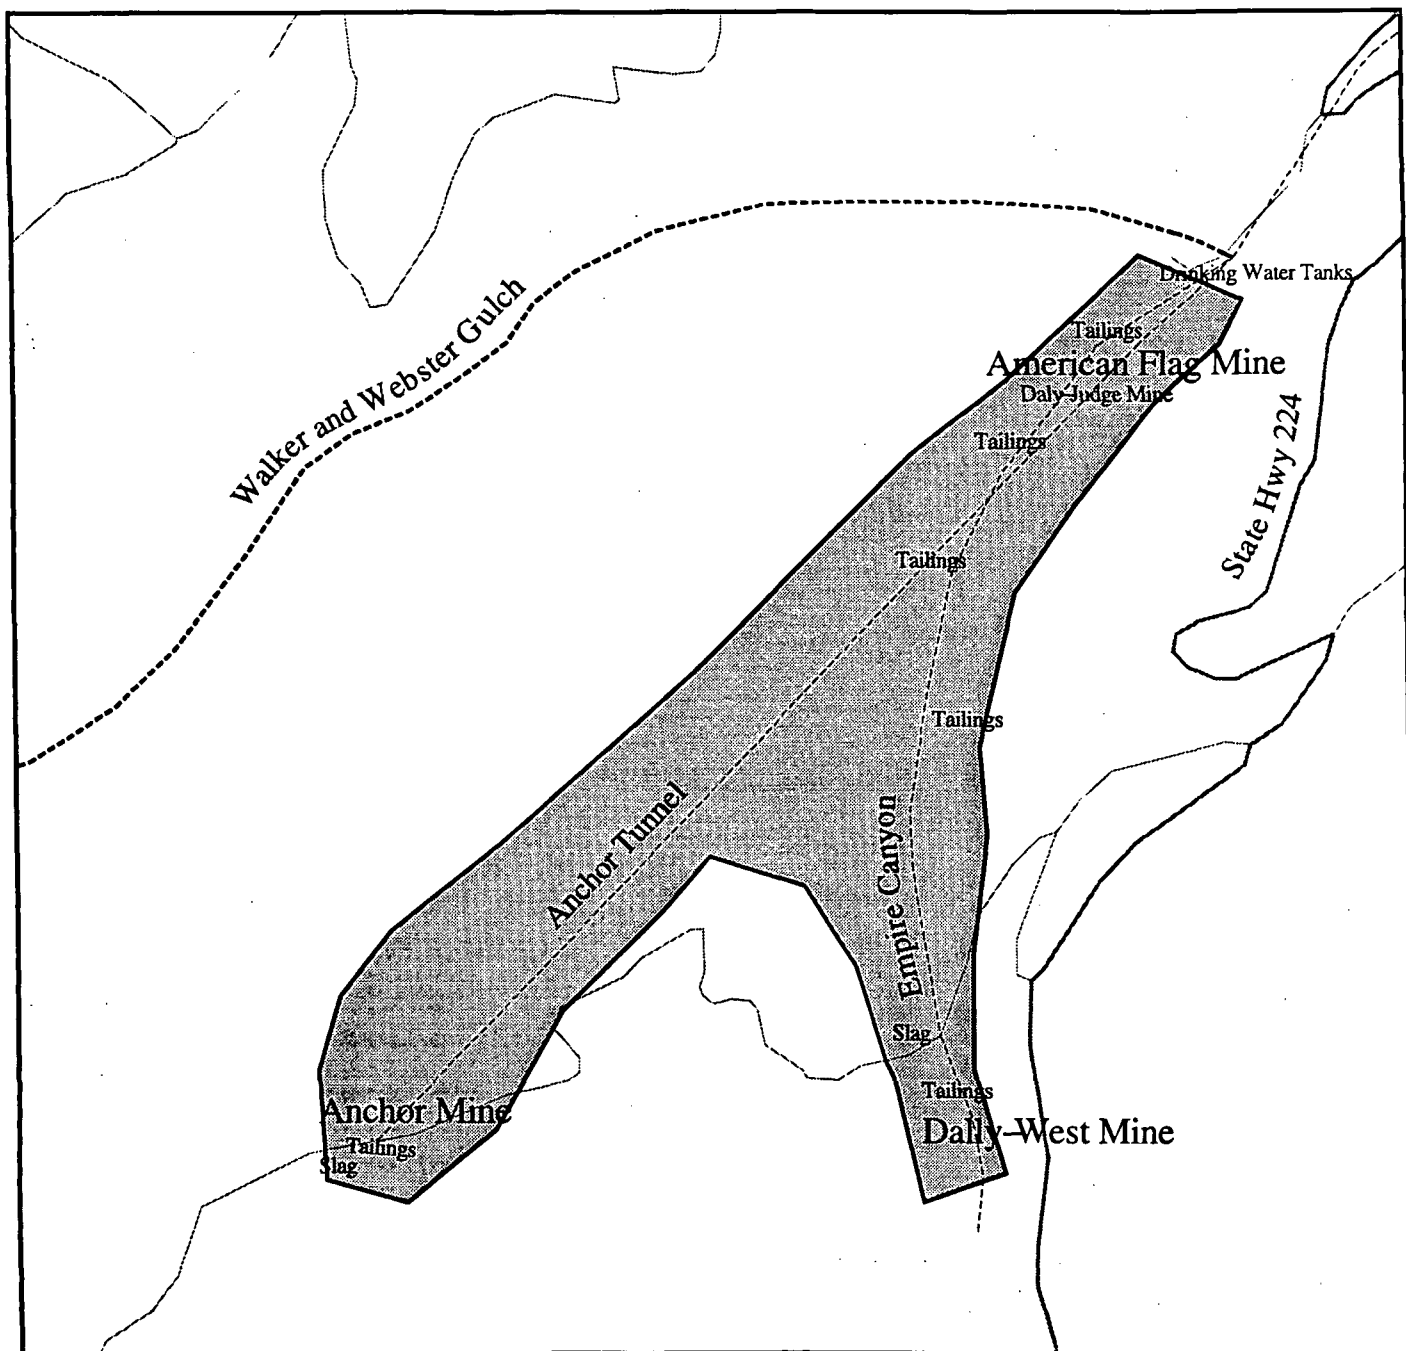 Drinking Water Tanks
Tailings
American Flag Mine
Daly-Judge Mine
Tailings
Walker and Webster Gulch
State Hwy 224
Tailings
Tailings
Anchor Tunnel
Empire Canyon
Slag
Tailings
Anchor Mine
Dally-West Mine
Tailings
Slag